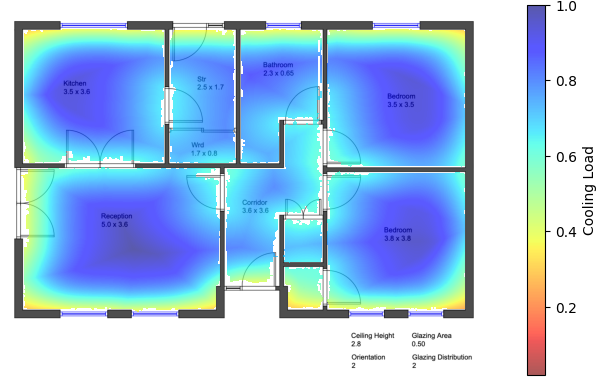 Kitchen
3.5 x 3.6
Str
2.5 x 1.7
Wrd
1.7 x 0.8
Bathroom
2.3 x 0.65
Bedroom
3.5 x 3.5
Reception
5.0 x 3.6
Corridor
3.6 x 3.6
Bedroom
3.8 x 3.8
Ceiling Height
2.8
Glazing Area
0.50
Orientation
2
Glazing Distribution
2
1.0
0.8
0.6
0.4
0.2
Cooling Load